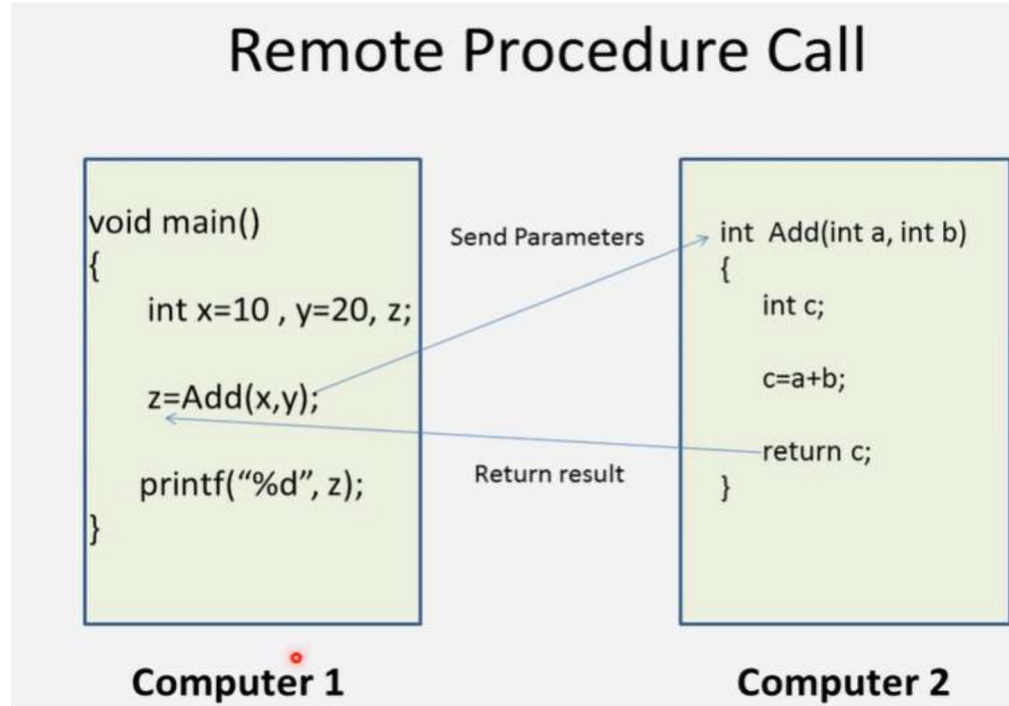 Remote Procedure Call
void main()
{
int x=10 , y=20, z;
z=Add(x,y);
printf(“%d”, z);
}
Send Parameters
Return result
int Add(int a, int b)
{
int c;
c=a+b;
return c;
}
Computer 1
Computer 2